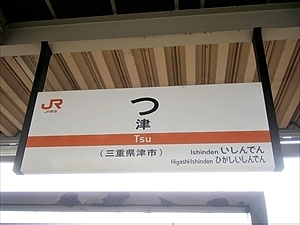 JR
JR東海
つ
津
Tsu
(三重県津市)
Ishinden いしんでん
Higashi-Ishinden ひがしいしんでん